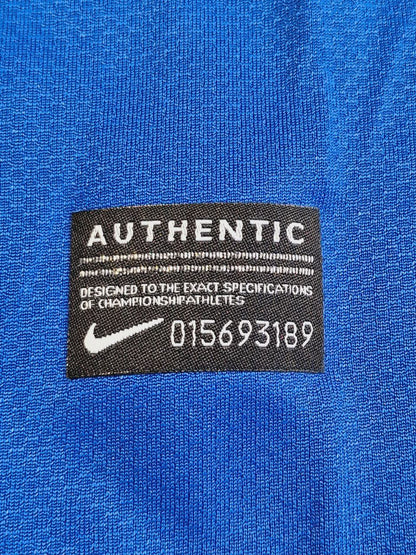 AUTHENTIC
DESIGNED TO THE EXACT SPECIFICATIONS
OF CHAMPIONSHIPATHLETES
015693189